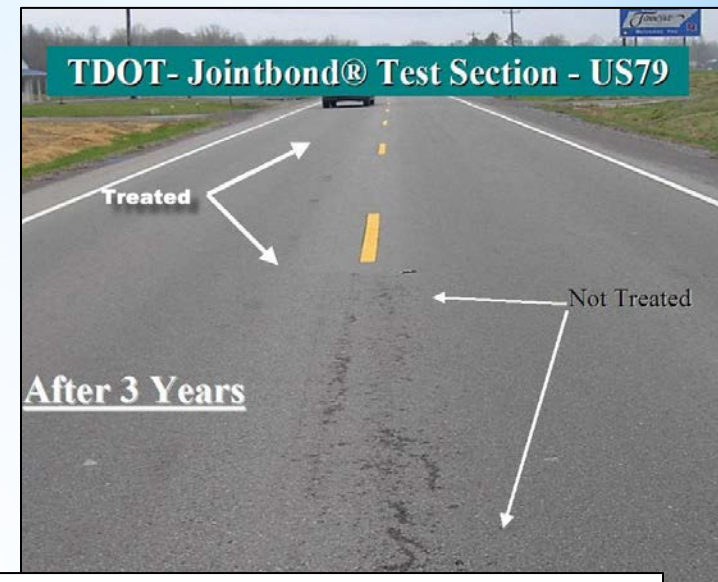 TDOT- Jointbond® Test Section - US79
Treated
Not Treated
After 3 Years